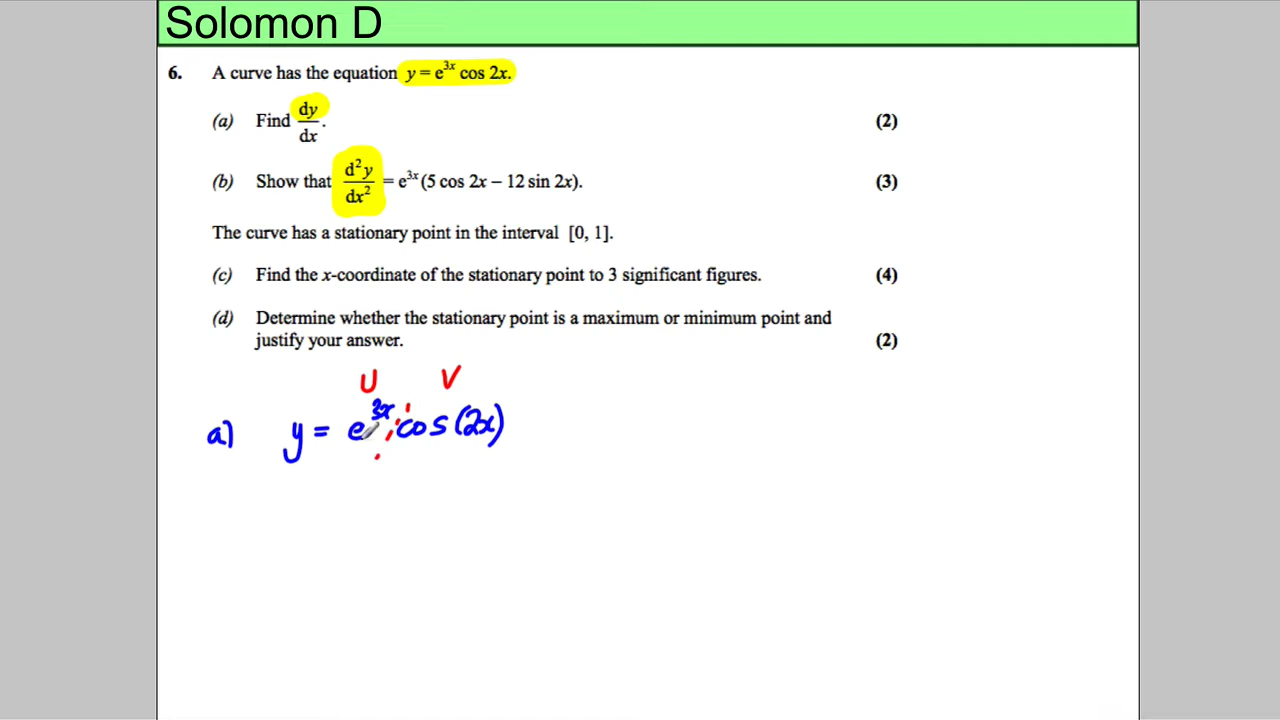 Solomon D
6. A curve has the equation y = e^{3x} cos 2x.
(a) Find dy/dx. (2)
(b) Show that d²y/dx² = e^{3x}(5 cos 2x – 12 sin 2x). (3)
The curve has a stationary point in the interval [0, 1].
(c) Find the x-coordinate of the stationary point to 3 significant figures. (4)
(d) Determine whether the stationary point is a maximum or minimum point and
justify your answer. (2)
U V
a) y = e^{3x} cos(2x)